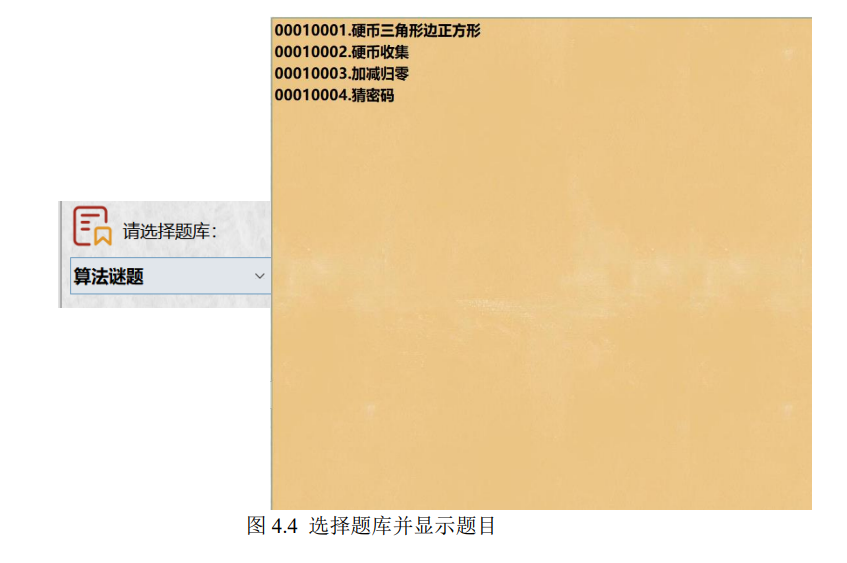 00010001.硬币三角形边正方形
00010002.硬币收集
00010003.加减归零
00010004.猜密码
请选择题库：
算法谜题
图 4.4 选择题库并显示题目